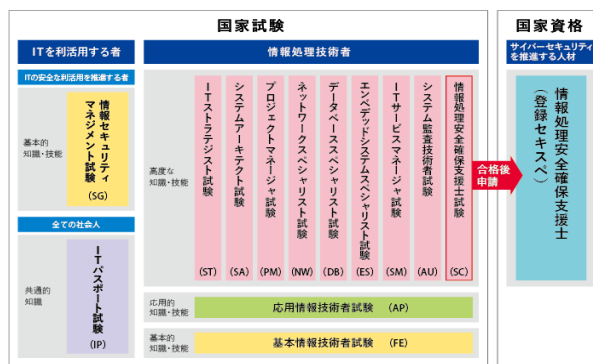 国家試験
国家資格
ITを利活用する者
情報処理技術者
サイバーセキュリティ
を推進する人材
ITの安全な利活用を推進する者
基本的
知識・技能
情報セキュリティ
マネジメント試験
(SG)
全ての社会人
共通的
知識
ITパスポート試験
(IP)
高度な
知識・技能
ITストラテジスト試験
(ST)
システムアーキテクト試験
(SA)
プロジェクトマネージャ試験
(PM)
ネットワークスペシャリスト試験
(NW)
データベーススペシャリスト試験
(DB)
エンベデッドシステムスペシャリスト試験
(ES)
ITサービスマネージャ試験
(SM)
システム監査技術者試験
(AU)
情報処理安全確保支援士試験
(SC)
合格後
申請
情報処理安全確保支援士
(登録セキスペ)
応用的
知識・技能
応用情報技術者試験 (AP)
基本的
知識・技能
基本情報技術者試験 (FE)